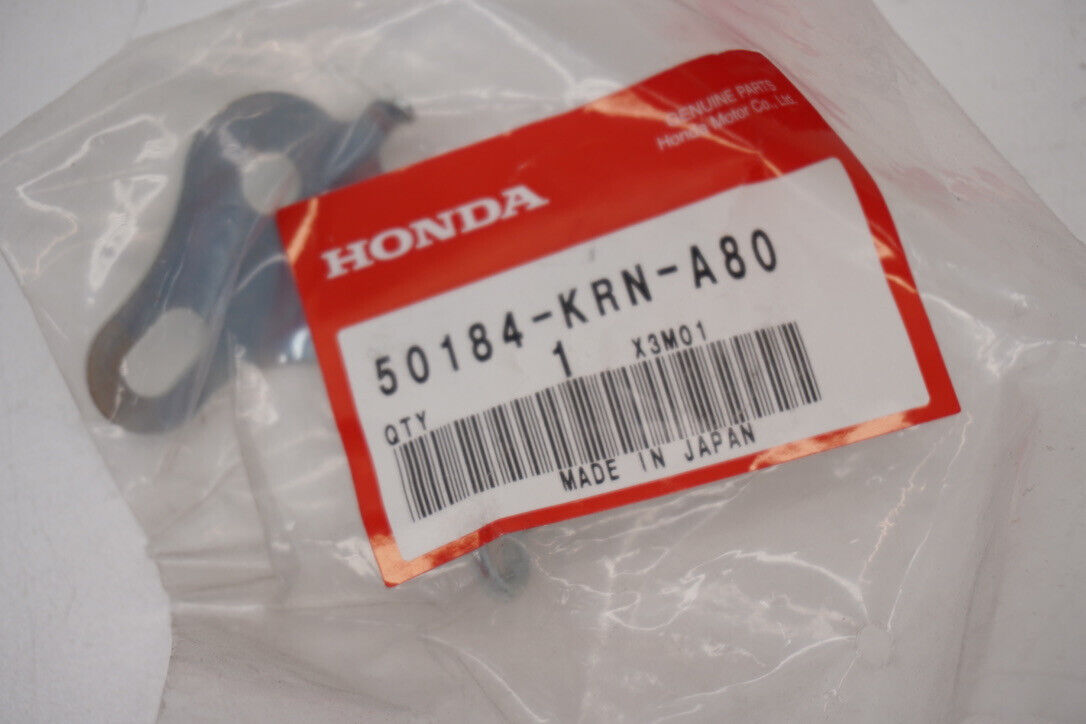 GENUINE PARTS
Honda Motor Co., Ltd.
HONDA
50184-KRN-A80
1 X3M01
QTY
MADE IN JAPAN